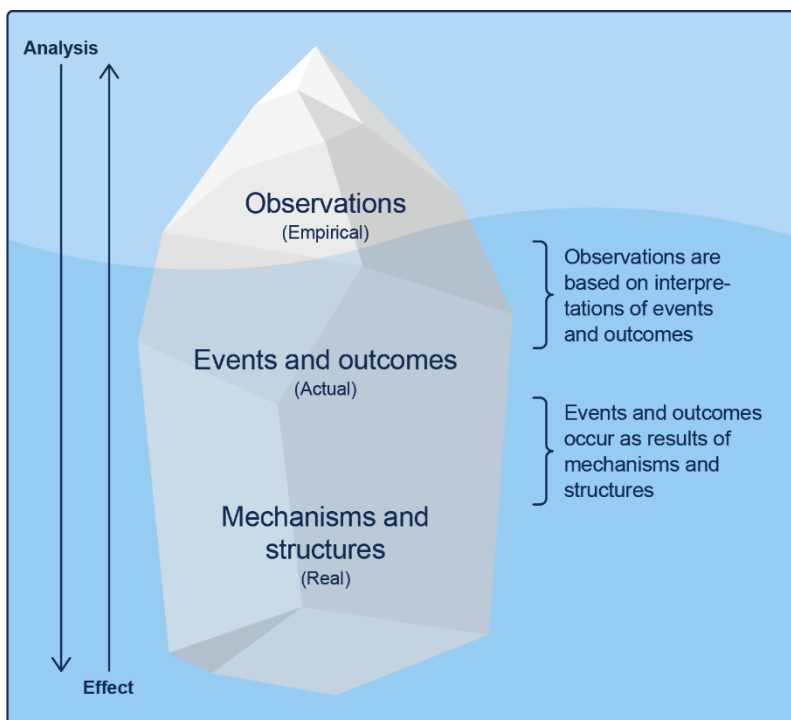 Analysis
Observations
(Empirical)
Observations are
based on interpre-
tations of events
and outcomes
Events and outcomes
(Actual)
Events and outcomes
occur as results of
mechanisms and
structures
Mechanisms and
structures
(Real)
Effect